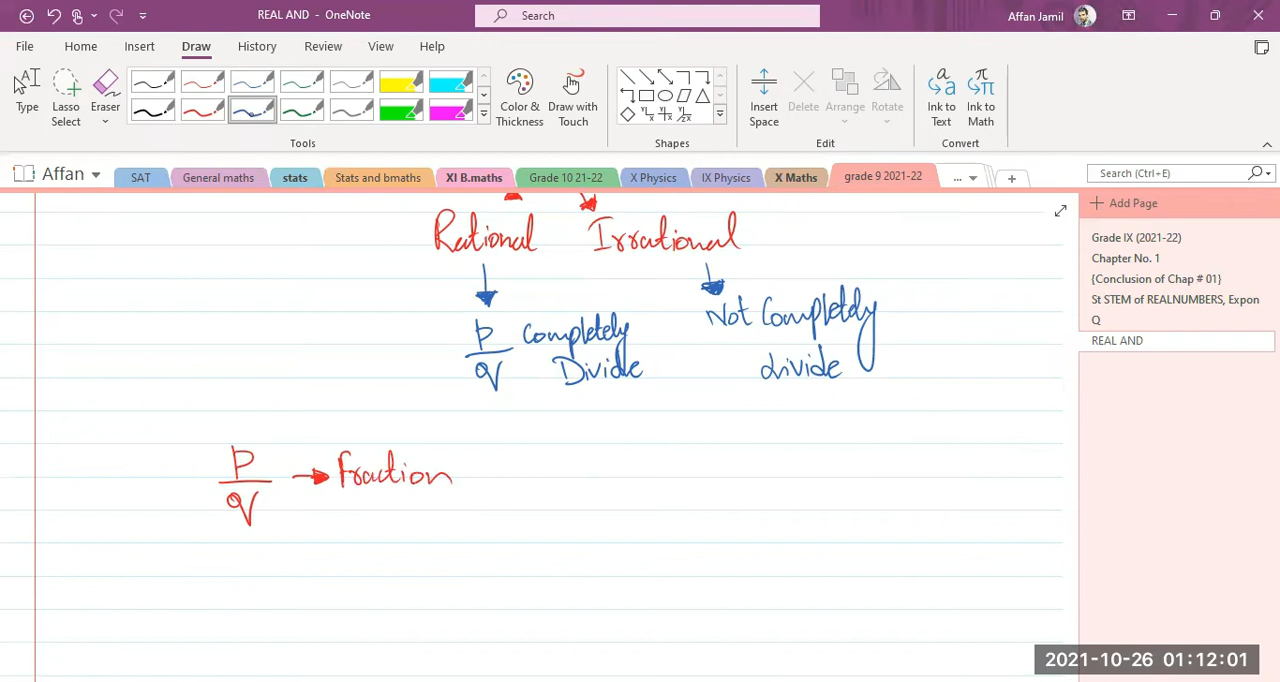 REAL AND - OneNote
Search
Affan Jamil
File Home Insert Draw History Review View Help
Type
Lasso Select
Eraser
Color & Thickness
Draw with Touch
Insert Space
Delete
Arrange
Rotate
Ink to Text
Ink to Math
Tools
Shapes
Edit
Convert
Affan
SAT
General maths
stats
Stats and bmaths
XI B.maths
Grade 10 21-22
X Physics
IX Physics
X Maths
grade 9 2021-22
...
Search (Ctrl+E)
Add Page
Grade IX (2021-22)
Chapter No. 1
{Conclusion of Chap # 01}
St STEM of REALNUMBERS, Expon
Q
REAL AND
Rational Irrational
P/q Completely Divide
Not Completely divide
P/q → Fraction
2021-10-26 01:12:01